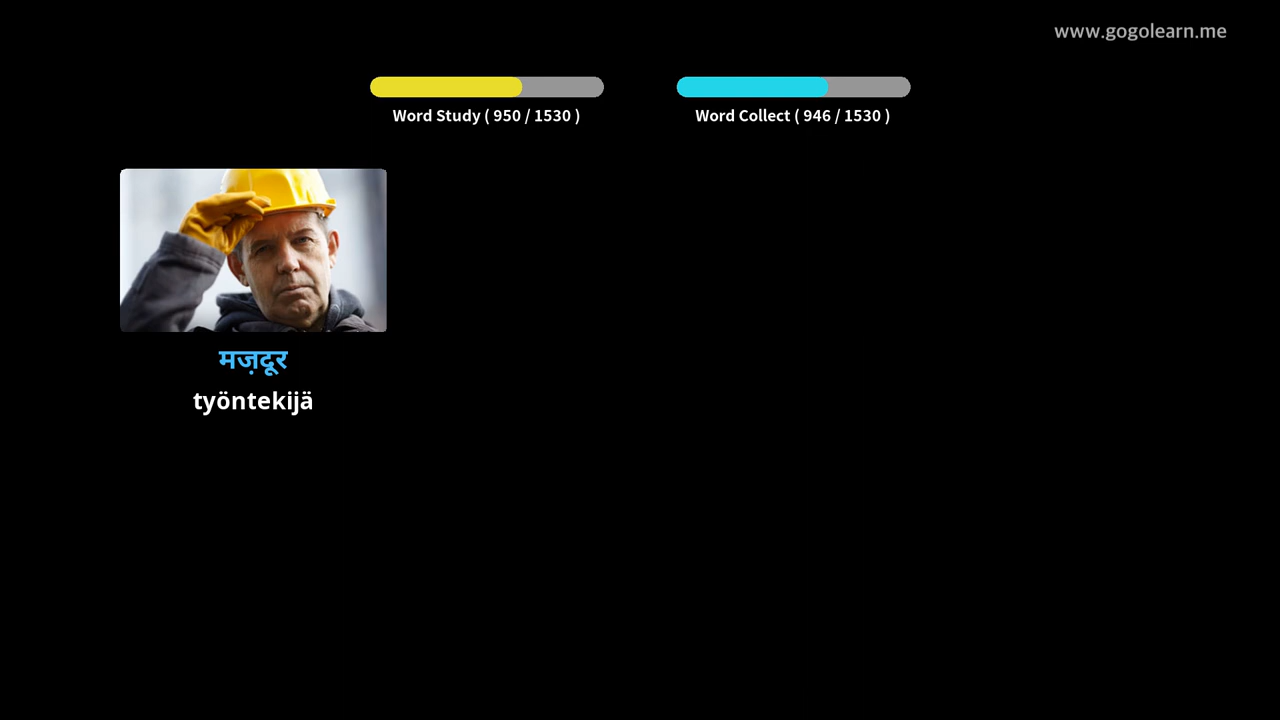 www.gogolearn.me
Word Study ( 950 / 1530 )
Word Collect ( 946 / 1530 )
मज़दूर
työntekijä